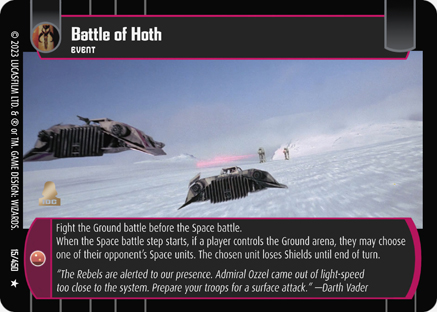 Battle of Hoth
EVENT
Fight the Ground battle before the Space battle.
When the Space battle step starts, if a player controls the Ground arena, they may choose
one of their opponent's Space units. The chosen unit loses Shields until end of turn.
"The Rebels are alerted to our presence. Admiral Ozzel came out of light-speed
too close to the system. Prepare your troops for a surface attack." —Darth Vader
© 2023 LUCASFILM LTD. & ® or TM. GAME DESIGN: WIZARDS.
15/450 ★